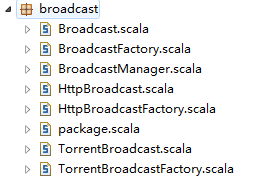 broadcast
Broadcast.scala
BroadcastFactory.scala
BroadcastManager.scala
HttpBroadcast.scala
HttpBroadcastFactory.scala
package.scala
TorrentBroadcast.scala
TorrentBroadcastFactory.scala